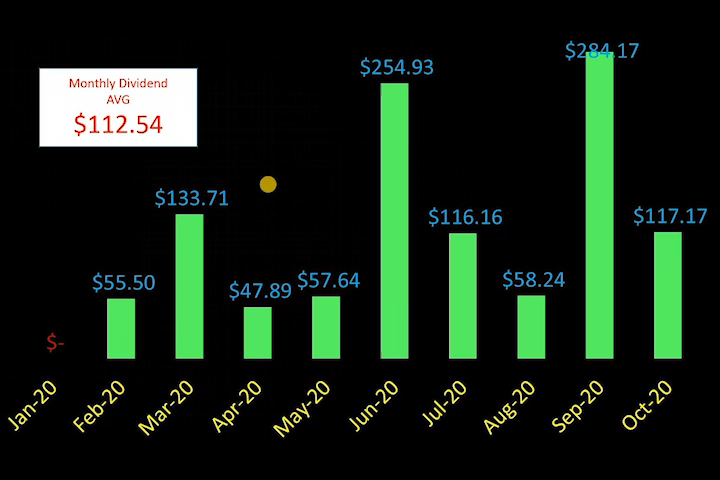 Monthly Dividend
AVG
$112.54
$-
$55.50
$133.71
$47.89
$57.64
$254.93
$116.16
$58.24
$284.17
$117.17
Jan-20
Feb-20
Mar-20
Apr-20
May-20
Jun-20
Jul-20
Aug-20
Sep-20
Oct-20